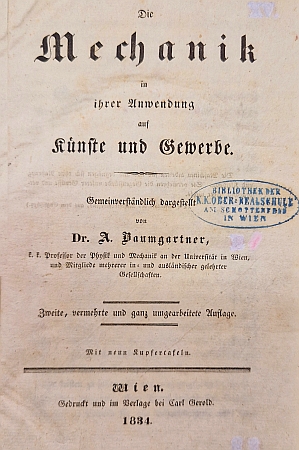 Die
Mechanik
in
ihrer Anwendung
auf
Künste und Gewerbe.
Gemeinverständlich dargestellt
von
Dr. A. Baumgartner,
k. k. Professor der Physik und Mechanik an der Universität in Wien,
und Mitgliede mehrerer in- und ausländischer gelehrter
Gesellschaften.
BIBLIOTHEK DER
K.K. OBER-REALSCHULE
AM SCHOTTENFELD
IN WIEN
Zweite, vermehrte und ganz umgearbeitete Auflage.
Mit neun Kupfertafeln.
Wien.
Gedruckt und im Verlage bei Carl Gerold.
1834.